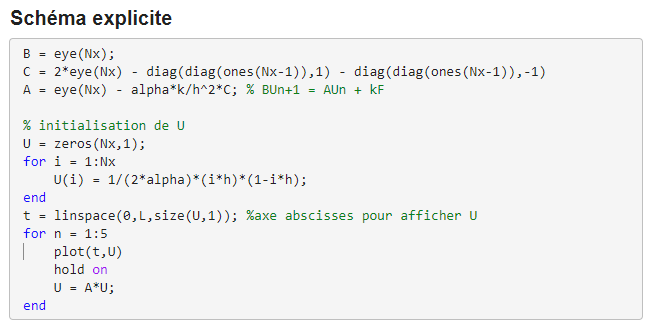 Schéma explicite
B = eye(Nx);
C = 2*eye(Nx) - diag(diag(ones(Nx-1)),1) - diag(diag(ones(Nx-1)),-1)
A = eye(Nx) - alpha*k/h^2*C; % BUn+1 = AUn + kF
% initialisation de U
U = zeros(Nx,1);
for i = 1:Nx
    U(i) = 1/(2*alpha)*(i*h)*(1-i*h);
end
t = linspace(0,L,size(U,1)); %axe abscisses pour afficher U
for n = 1:5
    plot(t,U)
    hold on
    U = A*U;
end